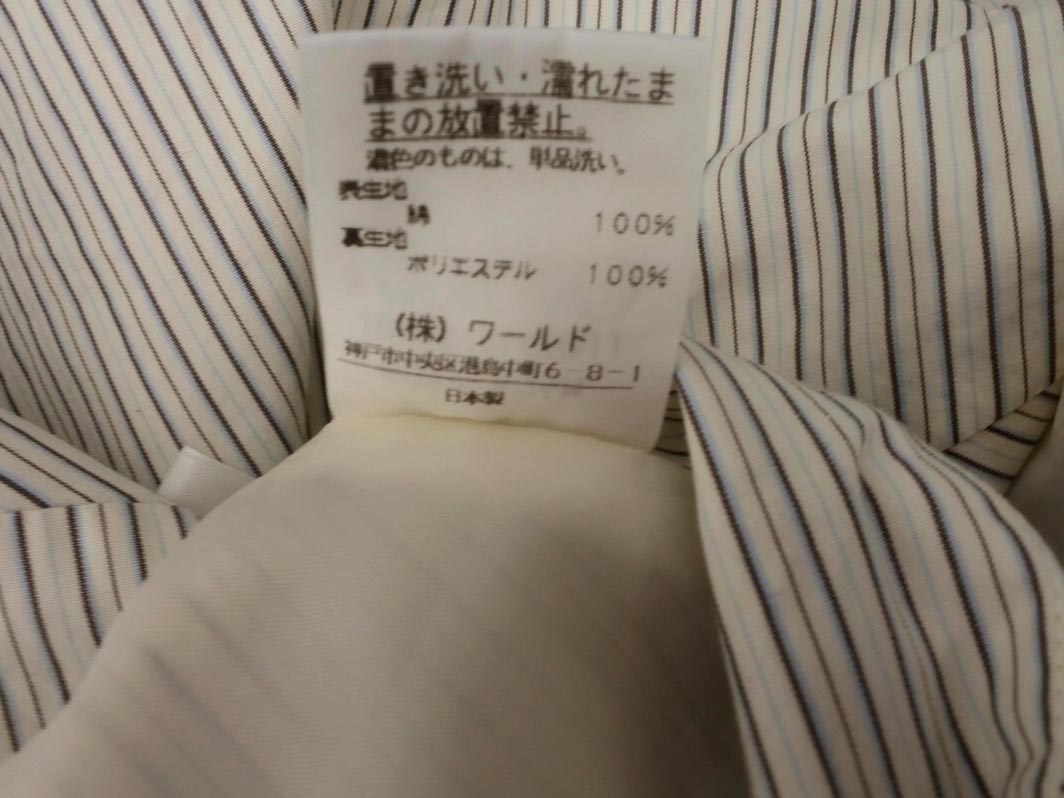 置き洗い・濡れたま
まの放置禁止。
濃色のものは、単品洗い。
表生地
綿 100%
裏生地
ポリエステル 100%
(株) ワールド
神戸市中央区港島中町6-8-1
日本製